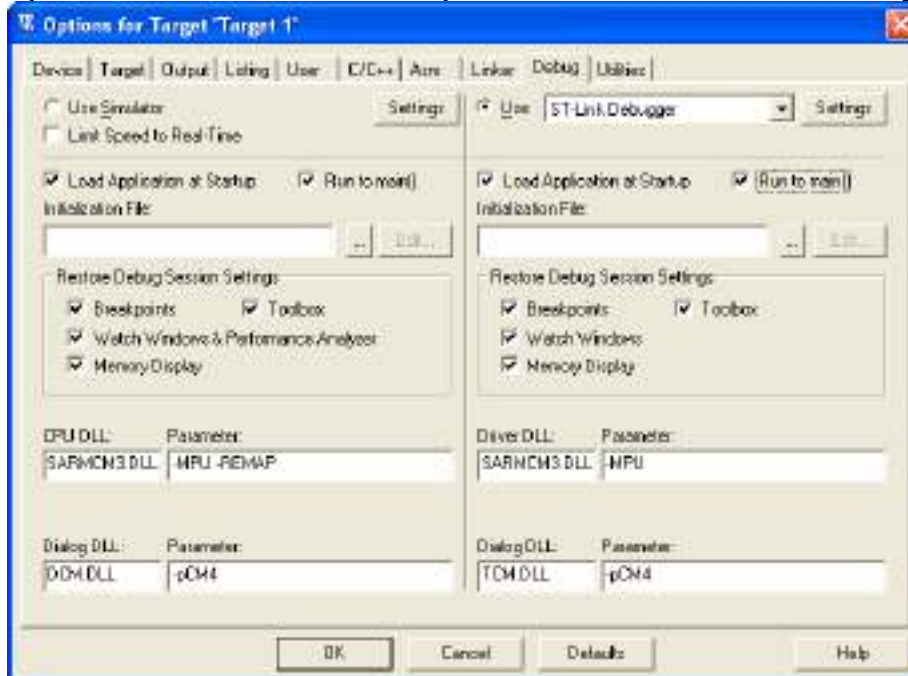 Options for Target 'Target 1'
Device Target Output Listing User C/C++ Asm Linker Debug Utilities
Use Simulator Settings
Limit Speed to Real-Time
Use ST-Link Debugger Settings
Load Application at Startup Run to main()
Initialization File:
... Edit...
Restore Debug Session Settings
Breakpoints Toolbox
Watch Windows & Performance Analyzer
Memory Display
CPU DLL: Parameter:
SARMCM3.DLL -MPU -REMAP
Dialog DLL: Parameter:
DCM.DLL -pCM4
Load Application at Startup Run to main()
Initialization File:
... Edit...
Restore Debug Session Settings
Breakpoints Toolbox
Watch Windows
Memory Display
Driver DLL: Parameter:
SARMCM3.DLL -MPU
Dialog DLL: Parameter:
TCM.DLL -pCM4
OK Cancel Defaults Help